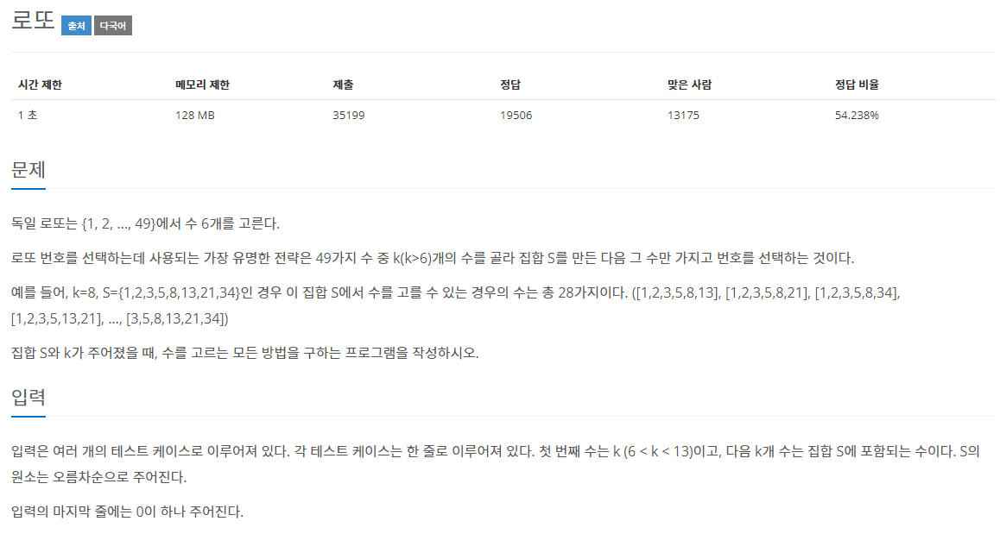 로또 출처 다국어
시간 제한 메모리 제한 제출 정답 맞은 사람 정답 비율
1 초 128 MB 35199 19506 13175 54.238%
문제
독일 로또는 {1, 2, ..., 49}에서 수 6개를 고른다.
로또 번호를 선택하는데 사용되는 가장 유명한 전략은 49가지 수 중 k(k>6)개의 수를 골라 집합 S를 만든 다음 그 수만 가지고 번호를 선택하는 것이다.
예를 들어, k=8, S={1,2,3,5,8,13,21,34}인 경우 이 집합 S에서 수를 고를 수 있는 경우의 수는 총 28가지이다. ([1,2,3,5,8,13], [1,2,3,5,8,21], [1,2,3,5,8,34],
[1,2,3,5,13,21], ..., [3,5,8,13,21,34])
집합 S와 k가 주어졌을 때, 수를 고르는 모든 방법을 구하는 프로그램을 작성하시오.
입력
입력은 여러 개의 테스트 케이스로 이루어져 있다. 각 테스트 케이스는 한 줄로 이루어져 있다. 첫 번째 수는 k (6 < k < 13)이고, 다음 k개 수는 집합 S에 포함되는 수이다. S의
원소는 오름차순으로 주어진다.
입력의 마지막 줄에는 0이 하나 주어진다.